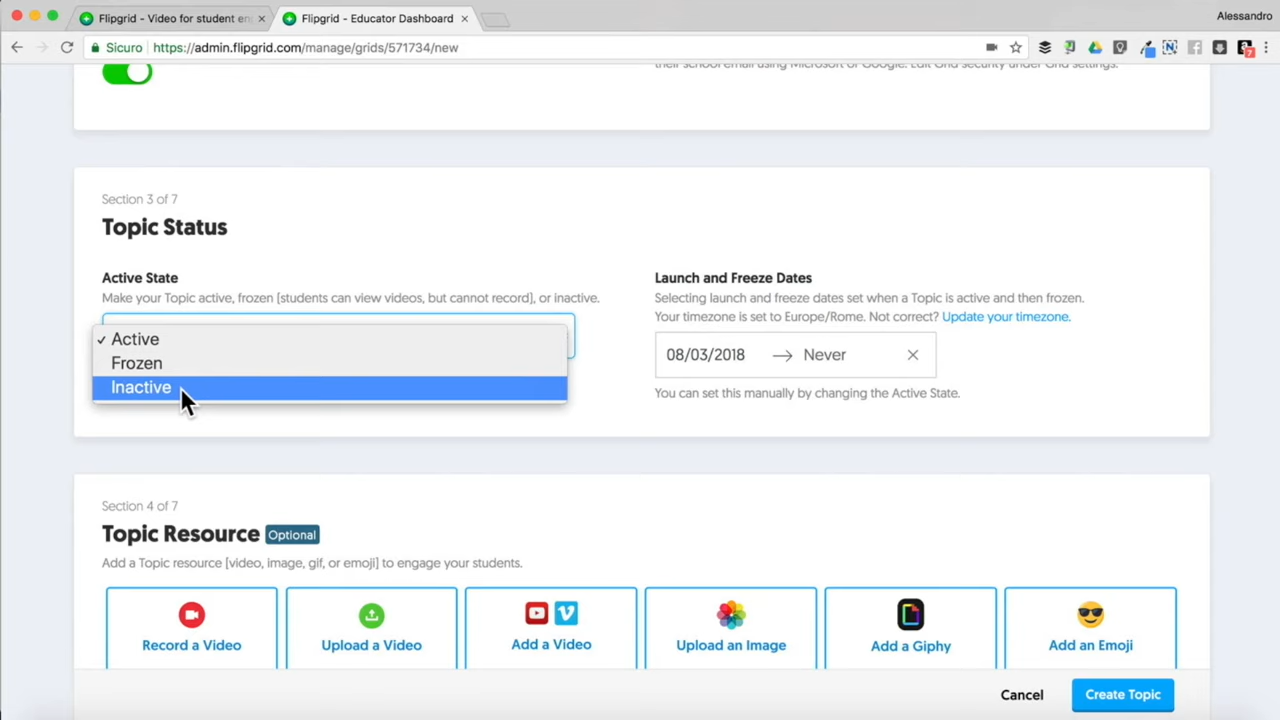 Flipgrid - Video for student en
Flipgrid - Educator Dashboard
Alessandro
Sicuro
https://admin.flipgrid.com/manage/grids/571734/new
their school email using Microsoft or Google. Edit Grid security under Grid settings.
Section 3 of 7
Topic Status
Active State
Make your Topic active, frozen [students can view videos, but cannot record], or inactive.
✓ Active
Frozen
Inactive
Launch and Freeze Dates
Selecting launch and freeze dates set when a Topic is active and then frozen.
Your timezone is set to Europe/Rome. Not correct? Update your timezone.
08/03/2018 → Never
You can set this manually by changing the Active State.
Section 4 of 7
Topic Resource Optional
Add a Topic resource [video, image, gif, or emoji] to engage your students.
Record a Video
Upload a Video
Add a Video
Upload an Image
Add a Giphy
Add an Emoji
Cancel
Create Topic